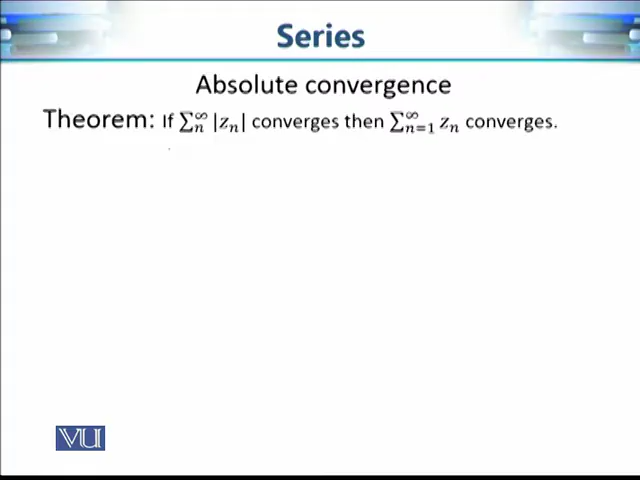 Series
Absolute convergence
Theorem: If ∑ₙ^∞ |zₙ| converges then ∑ₙ₌₁^∞ zₙ converges.
VU